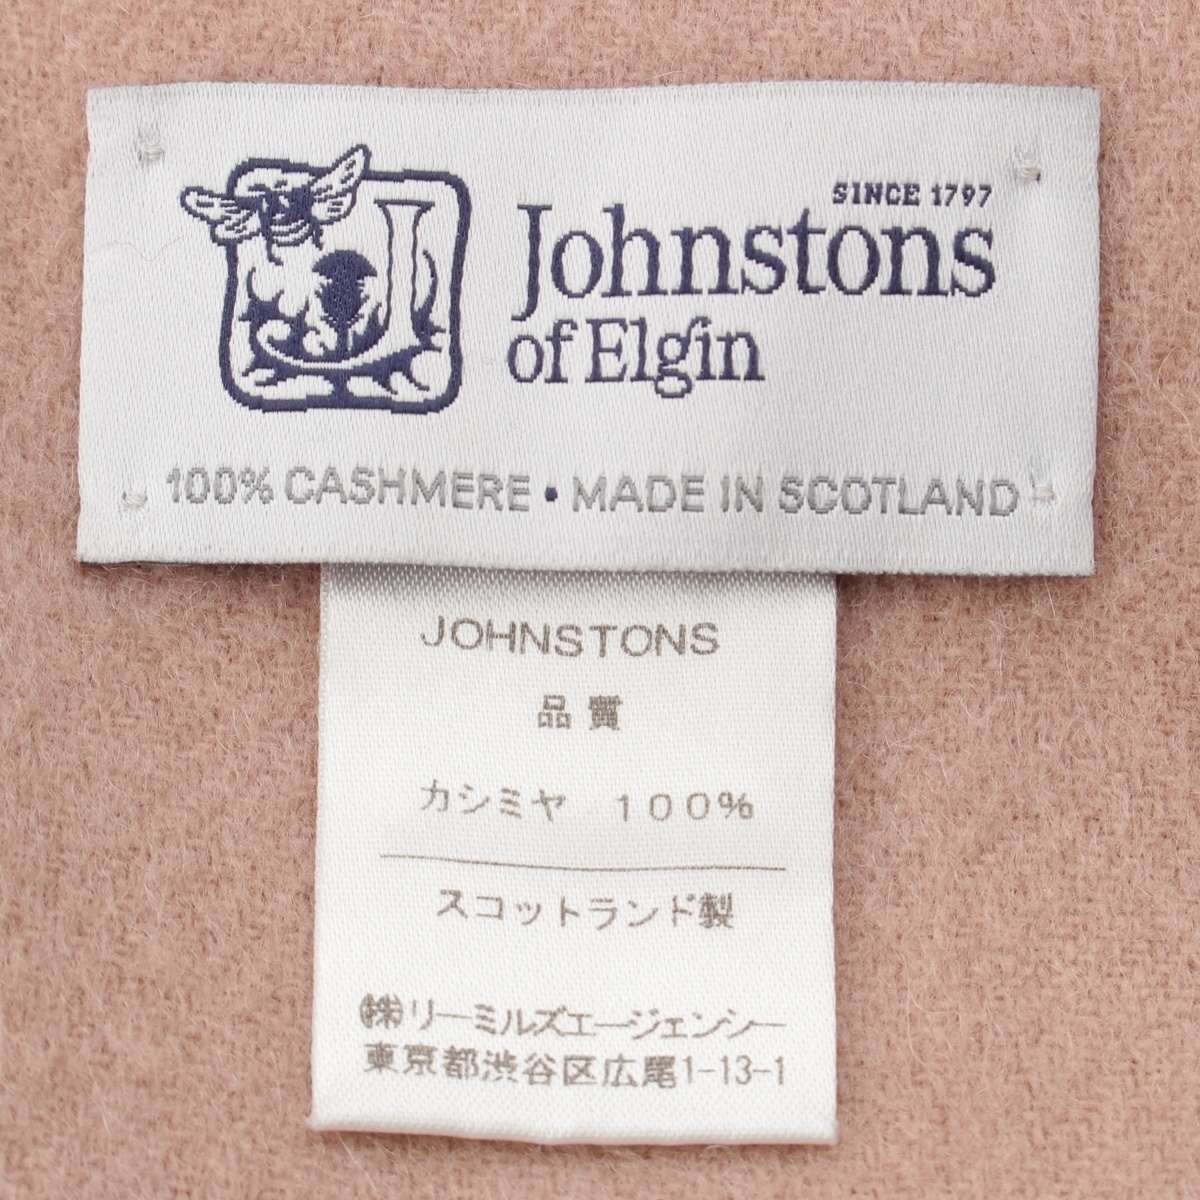 SINCE 1797
Johnstons
of Elgin
100% CASHMERE • MADE IN SCOTLAND
JOHNSTONS
品質
カシミヤ　１００％
スコットランド製
㈱リーミルズエージェンシー
東京都渋谷区広尾1-13-1